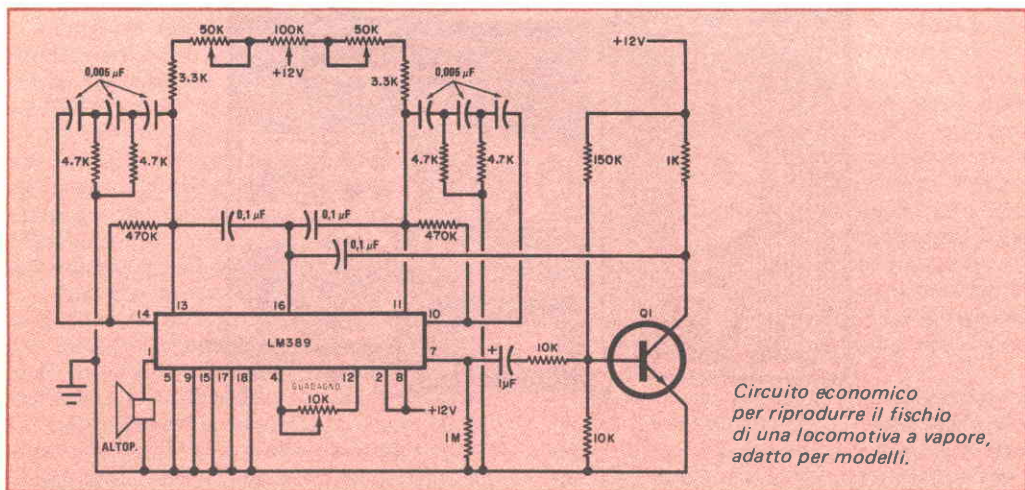 50K
100K
50K
+12V
+12V
0,005 µF
3.3K
3.3K
0,005 µF
4.7K
4.7K
4.7K
4.7K
150K
1K
0,1 µF
0,1 µF
470K
470K
0,1 µF
13
16
11
14
10
LM389
1
7
Q1
5
9
15
17
18
4
12
2
8
GUADAGNO
10K
+12V
+
1µF
10K
ALTOP.
1M
10K
Circuito economico
per riprodurre il fischio
di una locomotiva a vapore,
adatto per modelli.